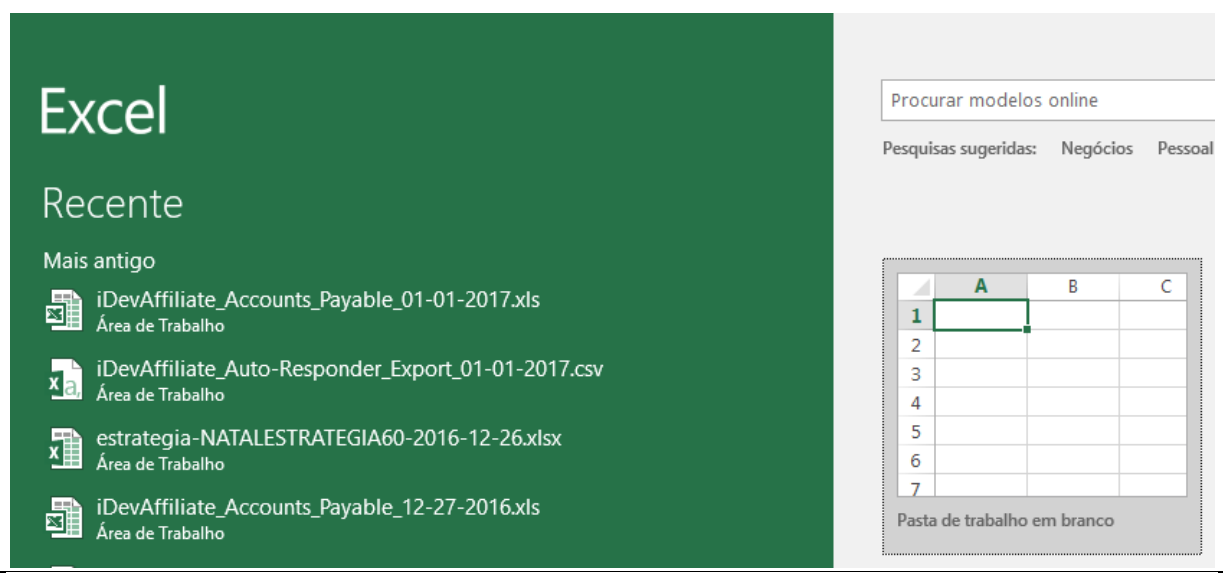 Excel
Recente
Mais antigo
iDevAffiliate_Accounts_Payable_01-01-2017.xls
Área de Trabalho
iDevAffiliate_Auto-Responder_Export_01-01-2017.csv
Área de Trabalho
estrategia-NATALESTRATEGIA60-2016-12-26.xlsx
Área de Trabalho
iDevAffiliate_Accounts_Payable_12-27-2016.xls
Área de Trabalho
Procurar modelos online
Pesquisas sugeridas: Negócios Pessoal
A B C
1
2
3
4
5
6
7
Pasta de trabalho em branco